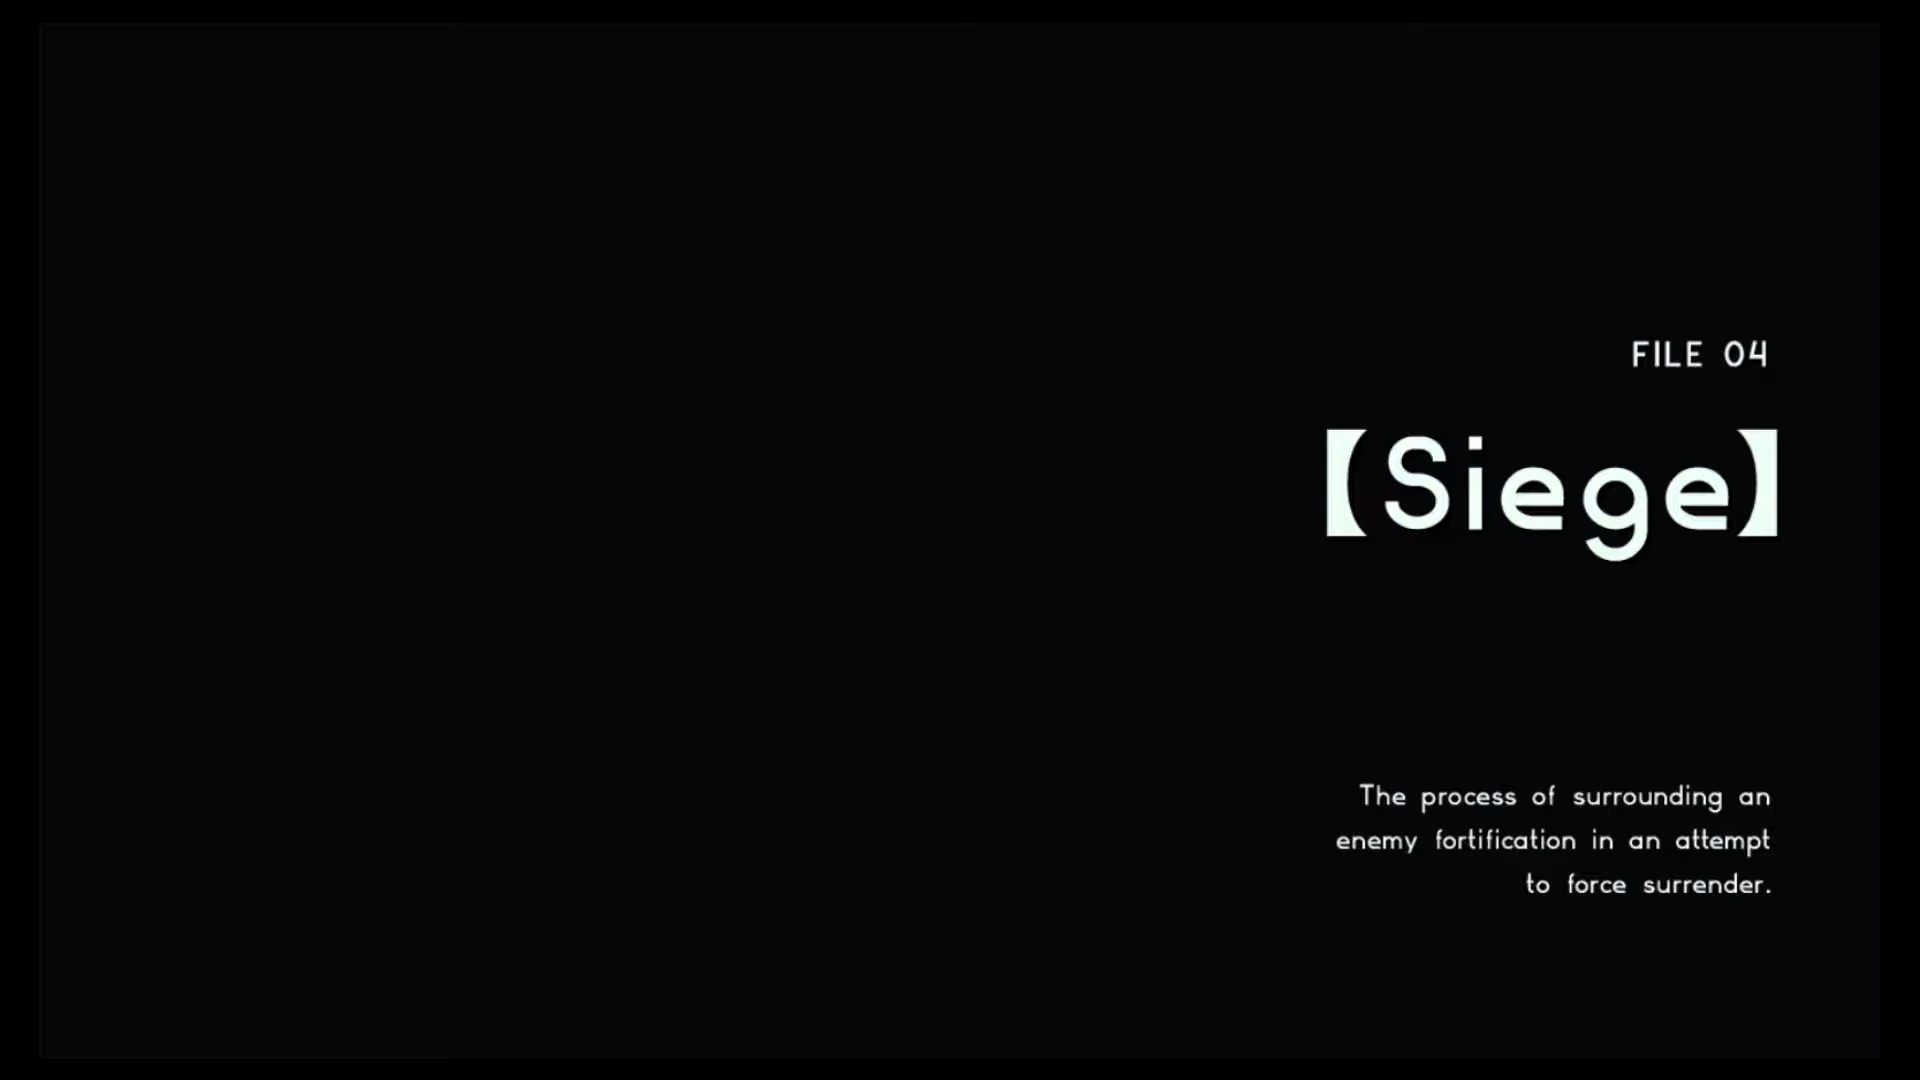 FILE 04
【Siege】
The process of surrounding an
enemy fortification in an attempt
to force surrender.